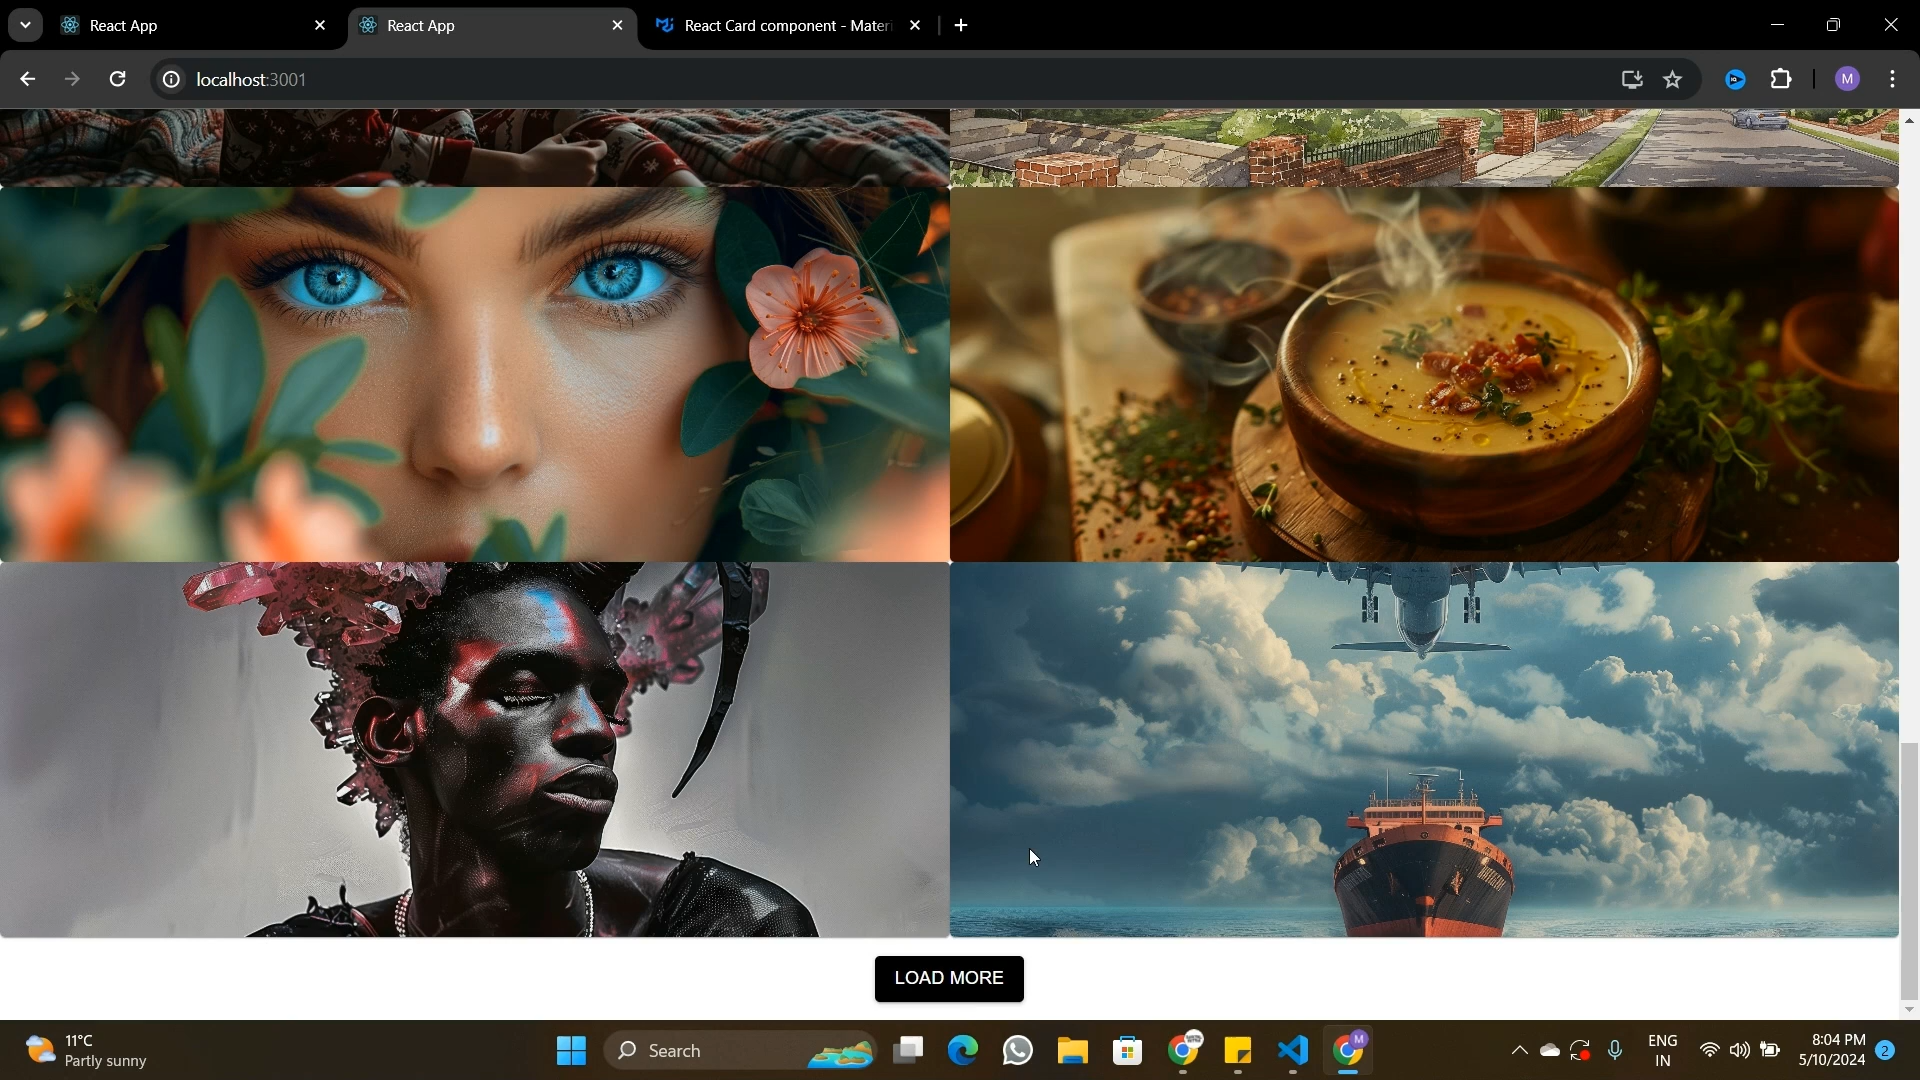 React App
React App
React Card component - Materi
localhost:3001
M
LOAD MORE
11°C
Partly sunny
Search
M
ENG
IN
8:04 PM
5/10/2024
2